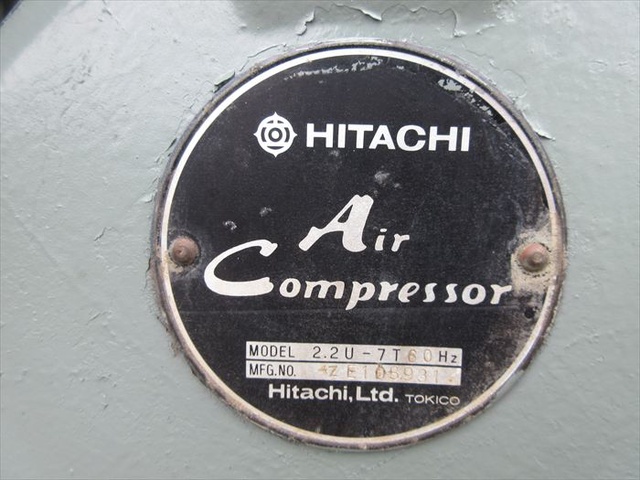 HITACHI
Air
Compressor
MODEL 2.2U-7T60Hz
MFG.NO.
Hitachi, Ltd. TOKICO